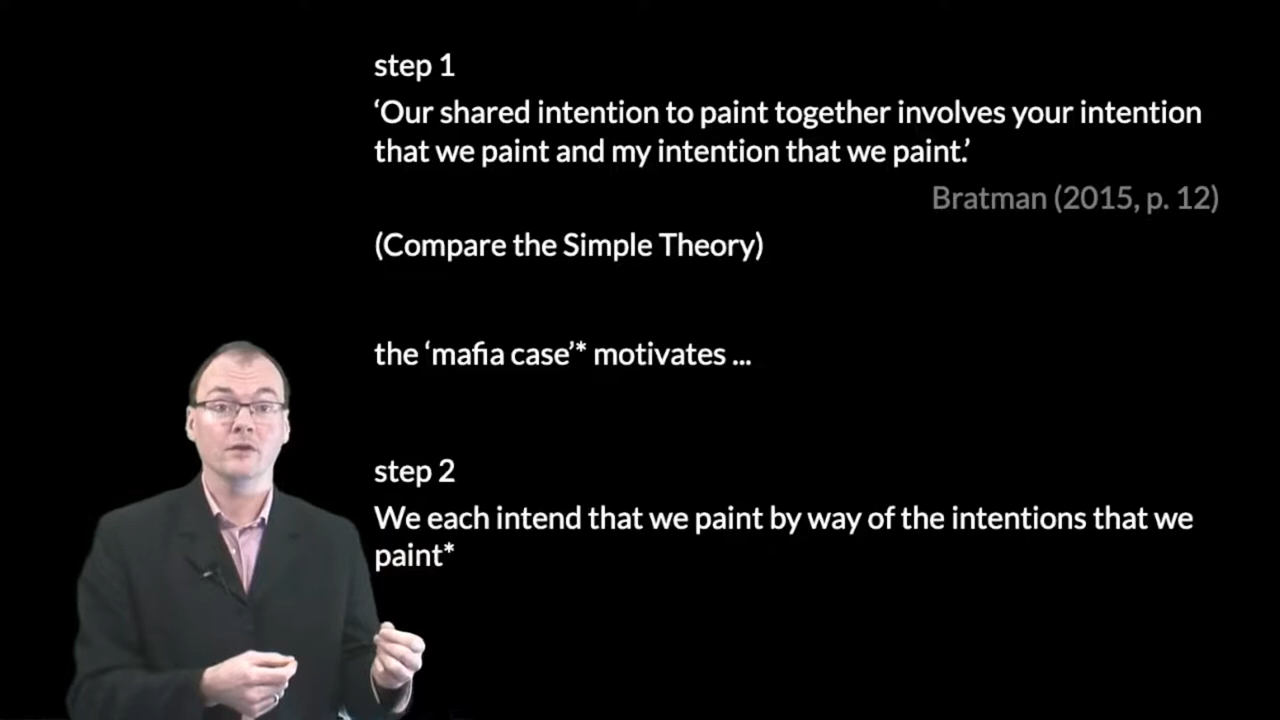 step 1
‘Our shared intention to paint together involves your intention
that we paint and my intention that we paint.’
Bratman (2015, p. 12)
(Compare the Simple Theory)
the ‘mafia case’* motivates ...
step 2
We each intend that we paint by way of the intentions that we
paint*